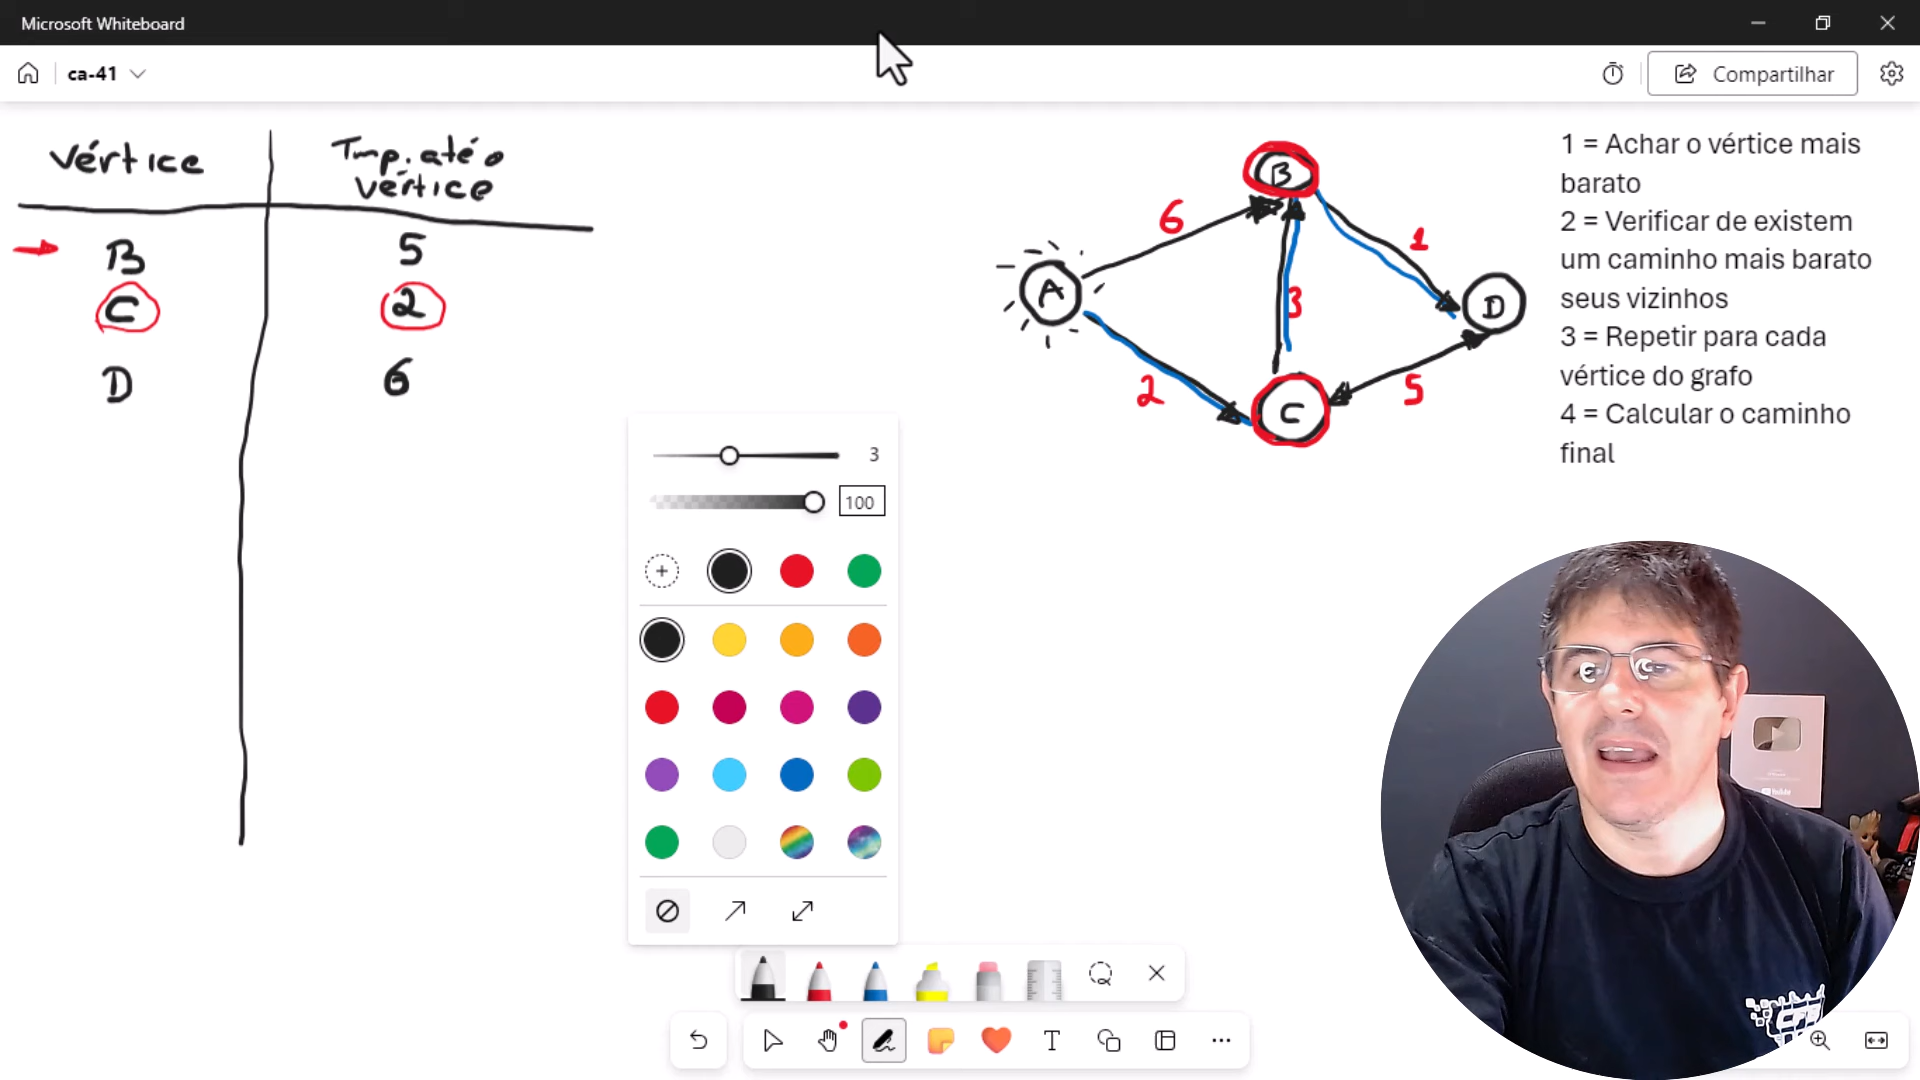 Microsoft Whiteboard
ca-41
Compartilhar
Vértice
Tmp. até o
vértice
B 5
C 2
D 6
B
6
1
A
3
D
2
5
C
1 = Achar o vértice mais
barato
2 = Verificar de existem
um caminho mais barato
seus vizinhos
3 = Repetir para cada
vértice do grafo
4 = Calcular o caminho
final
3
100
T
YouTube